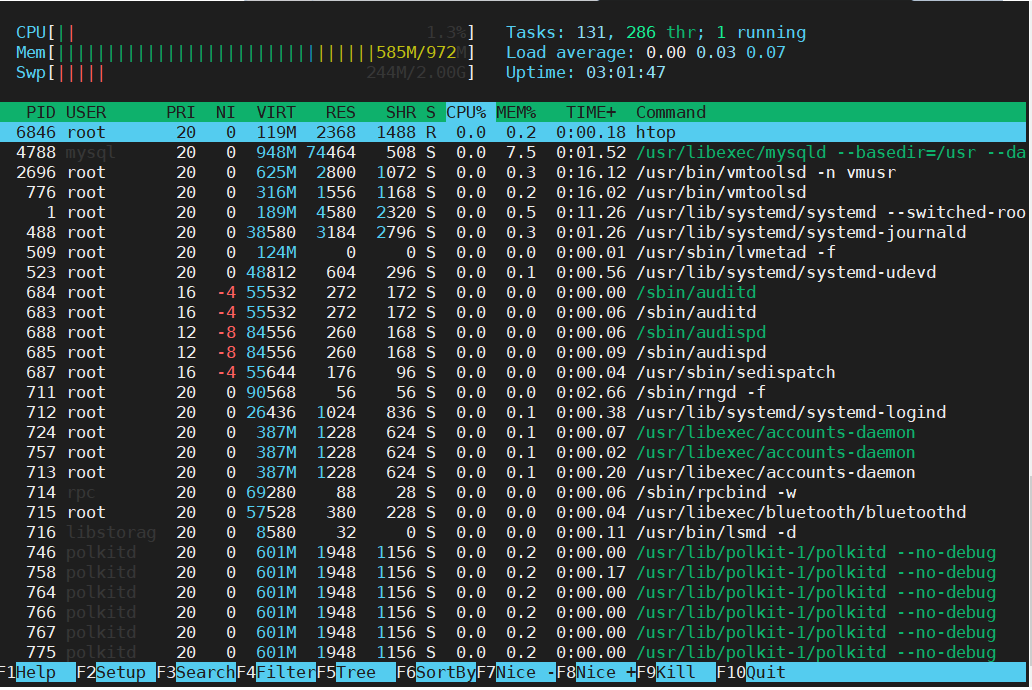 CPU[|| 1.3%] Tasks: 131, 286 thr; 1 running
Mem[||||||||||||||||||||||||||||||||585M/972M] Load average: 0.00 0.03 0.07
Swp[||||| 244M/2.00G] Uptime: 03:01:47
PID USER PRI NI VIRT RES SHR S CPU% MEM% TIME+ Command
6846 root 20 0 119M 2368 1488 R 0.0 0.2 0:00.18 htop
4788 mysql 20 0 948M 74464 508 S 0.0 7.5 0:01.52 /usr/libexec/mysqld --basedir=/usr --da
2696 root 20 0 625M 2800 1072 S 0.0 0.3 0:16.12 /usr/bin/vmtoolsd -n vmusr
776 root 20 0 316M 1556 1168 S 0.0 0.2 0:16.02 /usr/bin/vmtoolsd
1 root 20 0 189M 4580 2320 S 0.0 0.5 0:11.26 /usr/lib/systemd/systemd --switched-roo
488 root 20 0 38580 3184 2796 S 0.0 0.3 0:01.26 /usr/lib/systemd/systemd-journald
509 root 20 0 124M 0 0 S 0.0 0.0 0:00.01 /usr/sbin/lvmetad -f
523 root 20 0 48812 604 296 S 0.0 0.1 0:00.56 /usr/lib/systemd/systemd-udevd
684 root 16 -4 55532 272 172 S 0.0 0.0 0:00.00 /sbin/auditd
683 root 16 -4 55532 272 172 S 0.0 0.0 0:00.06 /sbin/auditd
688 root 12 -8 84556 260 168 S 0.0 0.0 0:00.06 /sbin/audispd
685 root 12 -8 84556 260 168 S 0.0 0.0 0:00.09 /sbin/audispd
687 root 16 -4 55644 176 96 S 0.0 0.0 0:00.04 /usr/sbin/sedispatch
711 root 20 0 90568 56 56 S 0.0 0.0 0:02.66 /sbin/rngd -f
712 root 20 0 26436 1024 836 S 0.0 0.1 0:00.38 /usr/lib/systemd/systemd-logind
724 root 20 0 387M 1228 624 S 0.0 0.1 0:00.07 /usr/libexec/accounts-daemon
757 root 20 0 387M 1228 624 S 0.0 0.1 0:00.02 /usr/libexec/accounts-daemon
713 root 20 0 387M 1228 624 S 0.0 0.1 0:00.20 /usr/libexec/accounts-daemon
714 rpc 20 0 69280 88 28 S 0.0 0.0 0:00.06 /sbin/rpcbind -w
715 root 20 0 57528 380 228 S 0.0 0.0 0:00.04 /usr/libexec/bluetooth/bluetoothd
716 libstorag 20 0 8580 32 0 S 0.0 0.0 0:00.11 /usr/bin/lsmd -d
746 polkitd 20 0 601M 1948 1156 S 0.0 0.2 0:00.00 /usr/lib/polkit-1/polkitd --no-debug
758 polkitd 20 0 601M 1948 1156 S 0.0 0.2 0:00.17 /usr/lib/polkit-1/polkitd --no-debug
764 polkitd 20 0 601M 1948 1156 S 0.0 0.2 0:00.00 /usr/lib/polkit-1/polkitd --no-debug
766 polkitd 20 0 601M 1948 1156 S 0.0 0.2 0:00.00 /usr/lib/polkit-1/polkitd --no-debug
767 polkitd 20 0 601M 1948 1156 S 0.0 0.2 0:00.00 /usr/lib/polkit-1/polkitd --no-debug
775 polkitd 20 0 601M 1948 1156 S 0.0 0.2 0:00.00 /usr/lib/polkit-1/polkitd --no-debug
F1Help F2Setup F3SearchF4FilterF5Tree F6SortByF7Nice -F8Nice +F9Kill F10Quit